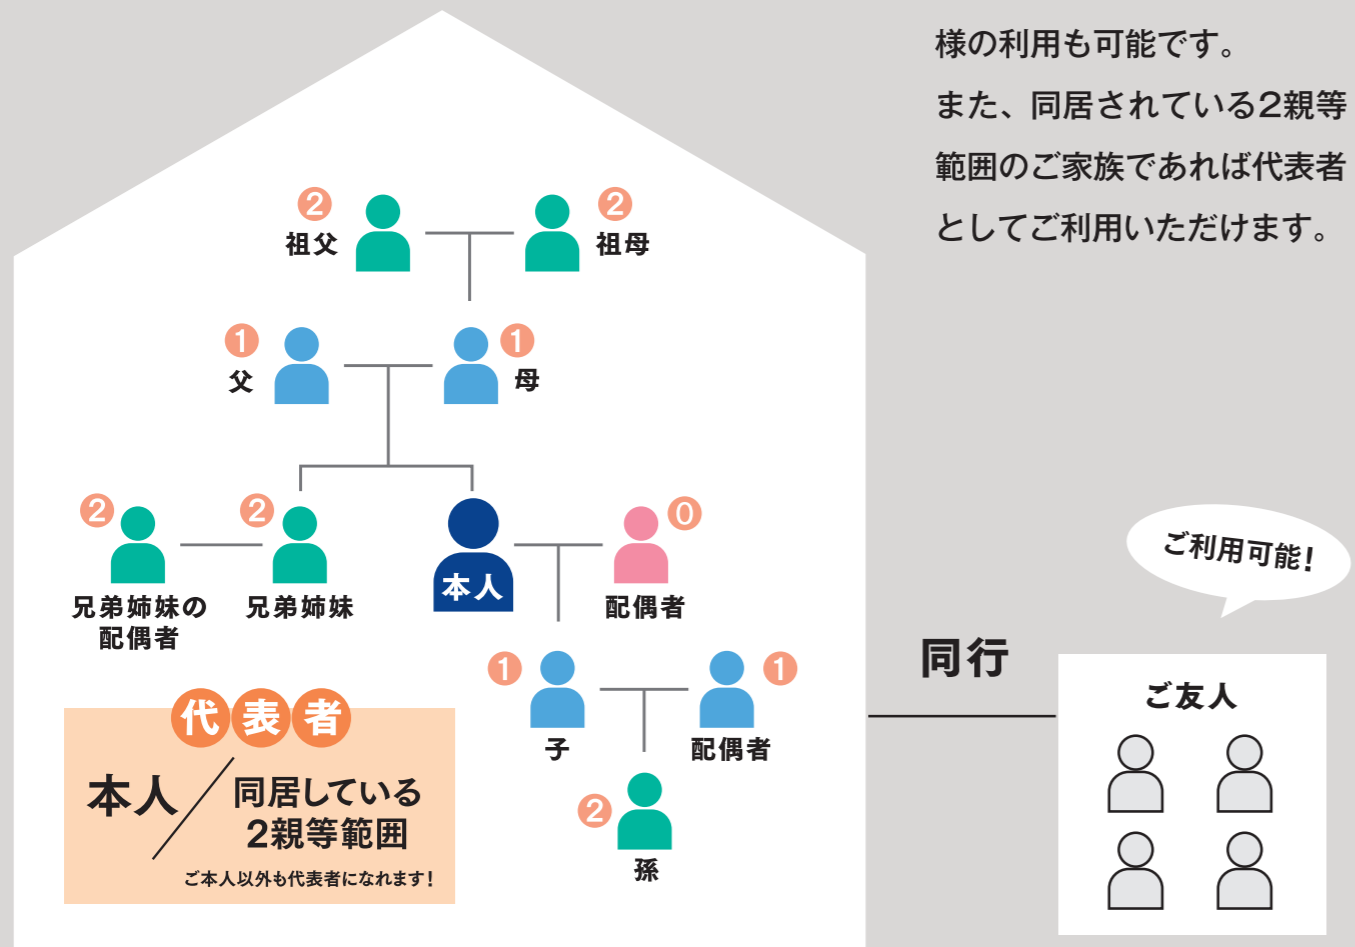 様の利用も可能です。
また、同居されている2親等
範囲のご家族であれば代表者
としてご利用いただけます。
2
祖父
2
祖母
1
父
1
母
2
兄弟姉妹の
配偶者
2
兄弟姉妹
本人
0
配偶者
1
子
1
配偶者
2
孫
代表者
本人
同居している
2親等範囲
ご本人以外も代表者になれます!
同行
ご利用可能!
ご友人